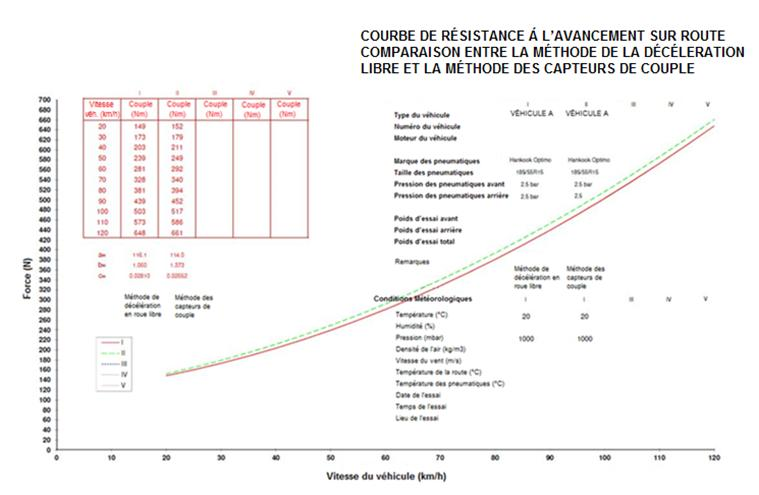 COURBE DE RÉSISTANCE Á L'AVANCEMENT SUR ROUTE
COMPARAISON ENTRE LA MÉTHODE DE LA DÉCÉLERATION
LIBRE ET LA MÉTHODE DES CAPTEURS DE COUPLE
I II III IV V
Vitesse véh. (km/h) Couple (Nm) Couple (Nm) Couple (Nm) Couple (Nm) Couple (Nm)
20 149 152
30 173 179
40 203 211
50 239 249
60 281 292
70 328 340
80 381 394
90 439 452
100 503 517
110 573 586
120 648 661
116.1 114.0
Méthode de décélération en roue libre
Méthode des capteurs de couple
I
II
III
IV
V
I II III IV V
Type du véhicule VÉHICULE A VÉHICULE A
Numéro du véhicule
Moteur du véhicule
Marque des pneumatiques Hankook Optimo Hankook Optimo
Taille des pneumatiques 185/55R15 185/55R15
Pression des pneumatiques avant 2.5 bar 2.5 bar
Pression des pneumatiques arrière 2.5 bar 2.5
Poids d'essai avant
Poids d'essai arrière
Poids d'essai total
Remarques
Méthode de décélération en roue libre
Méthode des capteurs de couple
Conditions Météorologiques I II III IV V
Température (°C) 20 20
Humidité (%)
Pression (mbar) 1000 1000
Densité de l'air (kg/m3)
Vitesse du vent (m/s)
Température de la route (°C)
Température des pneumatiques (°C)
Date de l'essai
Temps de l'essai
Lieu de l'essai
Force (N)
700
680
660
640
620
600
580
560
540
520
500
480
460
440
420
400
380
360
340
320
300
280
260
240
220
200
180
160
140
120
100
80
60
40
20
0
0 10 20 30 40 50 60 70 80 90 100 110 120
Vitesse du véhicule (km/h)